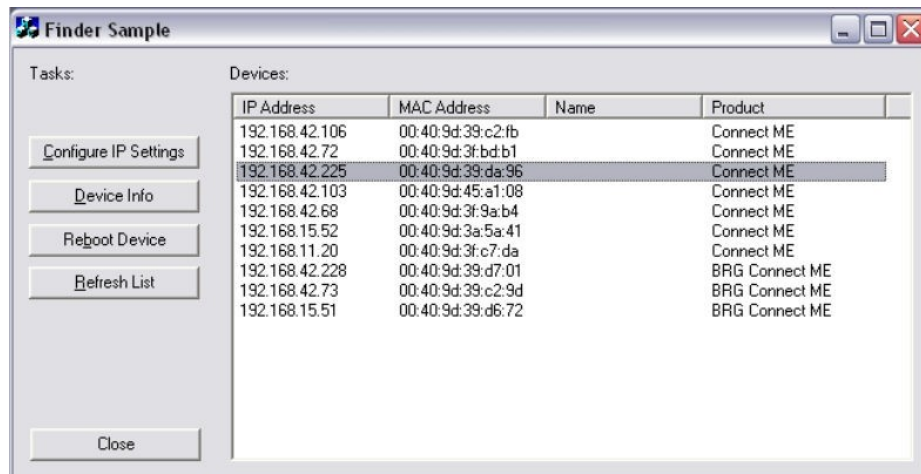 Finder Sample
Tasks:
Devices:
IP Address MAC Address Name Product
192.168.42.106 00:40:9d:39:c2:fb Connect ME
192.168.42.72 00:40:9d:3f:bd:b1 Connect ME
192.168.42.225 00:40:9d:39:da:96 Connect ME
192.168.42.103 00:40:9d:45:a1:08 Connect ME
192.168.42.68 00:40:9d:3f:9a:b4 Connect ME
192.168.15.52 00:40:9d:3a:5a:41 Connect ME
192.168.11.20 00:40:9d:3f:c7:da Connect ME
192.168.42.228 00:40:9d:39:d7:01 BRG Connect ME
192.168.42.73 00:40:9d:39:c2:9d BRG Connect ME
192.168.15.51 00:40:9d:39:d6:72 BRG Connect ME
Configure IP Settings
Device Info
Reboot Device
Refresh List
Close